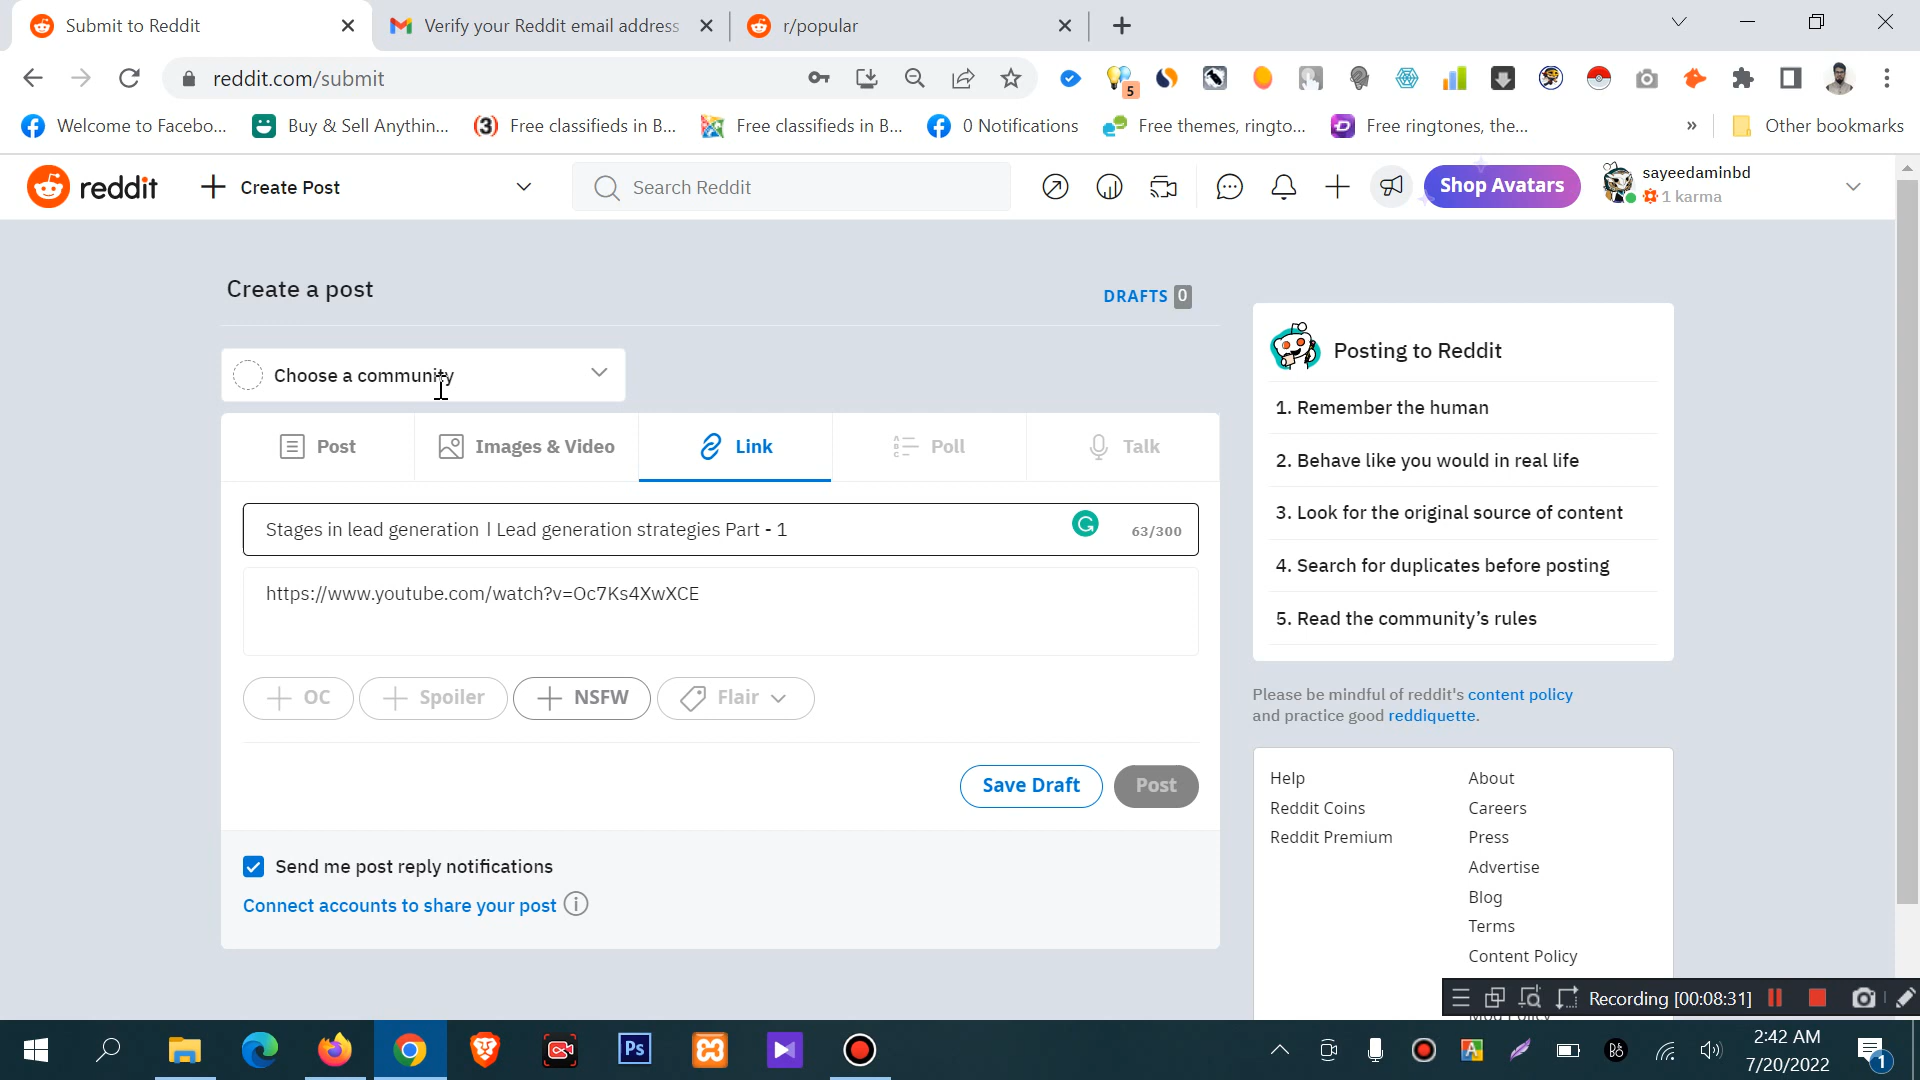 Submit to Reddit
Verify your Reddit email address
r/popular
reddit.com/submit
5
Welcome to Facebo...
Buy & Sell Anythin...
Free classifieds in B...
Free classifieds in B...
0 Notifications
Free themes, ringto...
Free ringtones, the...
»
Other bookmarks
reddit
Create Post
Search Reddit
Shop Avatars
sayeedaminbd
1 karma
Create a post
DRAFTS 0
Choose a community
Post
Images & Video
Link
Poll
Talk
Stages in lead generation l Lead generation strategies Part - 1
63/300
https://www.youtube.com/watch?v=Oc7Ks4XwXCE
OC
Spoiler
NSFW
Flair
Save Draft
Post
Send me post reply notifications
Connect accounts to share your post
Posting to Reddit
1. Remember the human
2. Behave like you would in real life
3. Look for the original source of content
4. Search for duplicates before posting
5. Read the community's rules
Please be mindful of reddit's content policy
and practice good reddiquette.
Help
Reddit Coins
Reddit Premium
About
Careers
Press
Advertise
Blog
Terms
Content Policy
Recording [00:08:31]
Ps
2:42 AM
7/20/2022
1